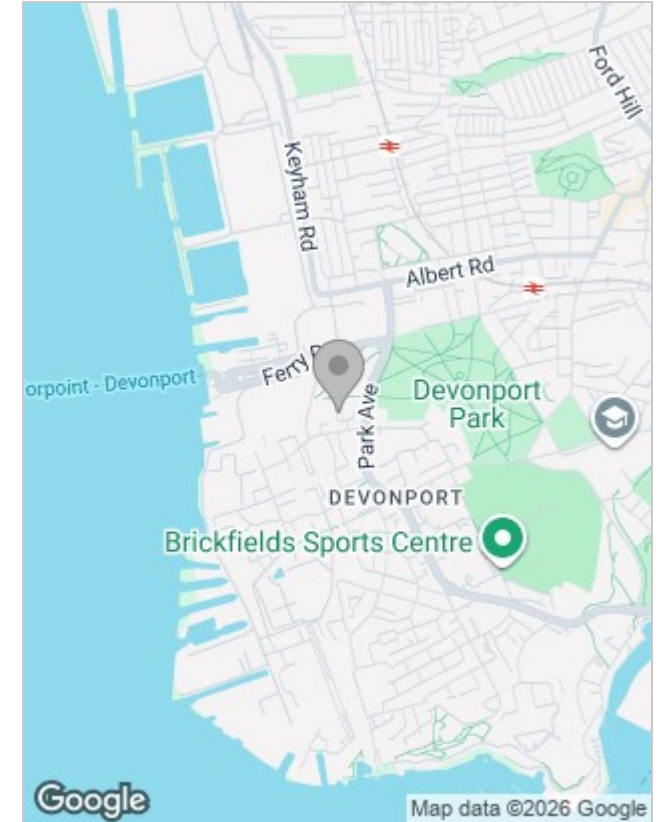 Ford Hill
Keyham Rd
Albert Rd
orpoint - Devonport
Ferry
Devonport
Park
Park Ave
DEVONPORT
Brickfields Sports Centre
Google
Map data ©2026 Google